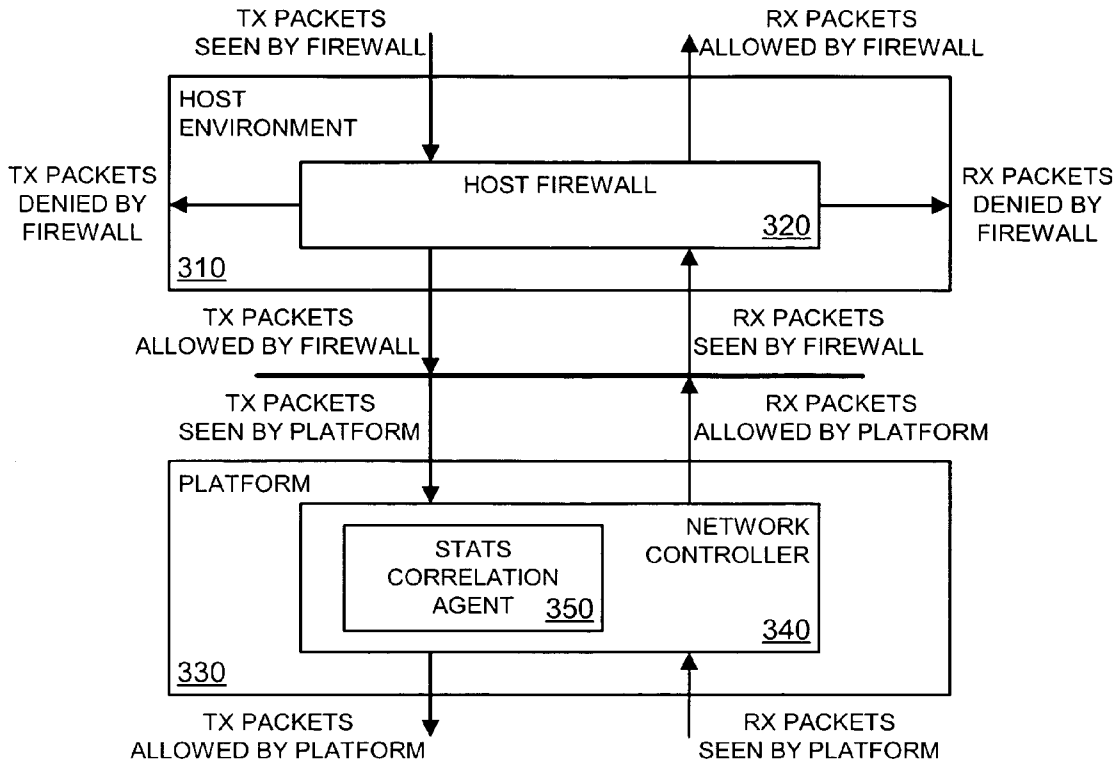 TX PACKETS
SEEN BY FIREWALL
RX PACKETS
ALLOWED BY FIREWALL
HOST
ENVIRONMENT
TX PACKETS
DENIED BY
FIREWALL
HOST FIREWALL
320
RX PACKETS
DENIED BY
FIREWALL
310
TX PACKETS
ALLOWED BY FIREWALL
RX PACKETS
SEEN BY FIREWALL
TX PACKETS
SEEN BY PLATFORM
RX PACKETS
ALLOWED BY PLATFORM
PLATFORM
STATS
CORRELATION
AGENT
350
NETWORK
CONTROLLER
340
330
TX PACKETS
ALLOWED BY PLATFORM
RX PACKETS
SEEN BY PLATFORM